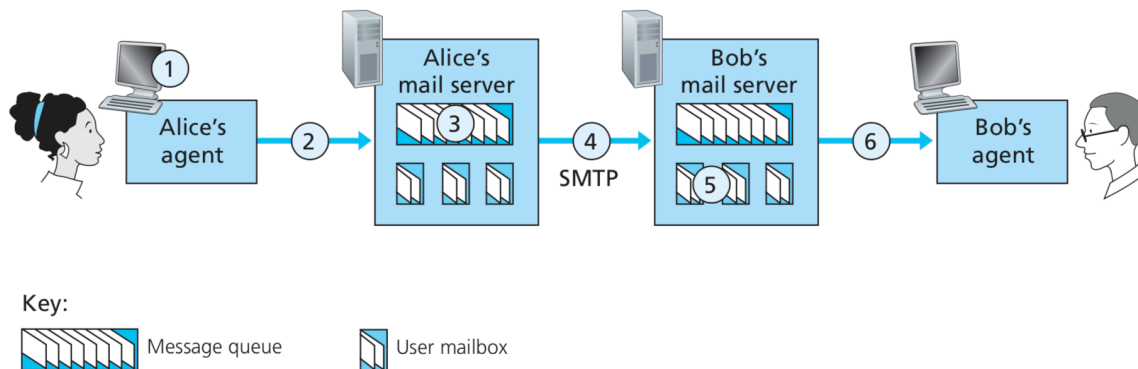 1
Alice's
agent
2
Alice's
mail server
3
4
SMTP
Bob's
mail server
5
6
Bob's
agent
Key:
Message queue
User mailbox